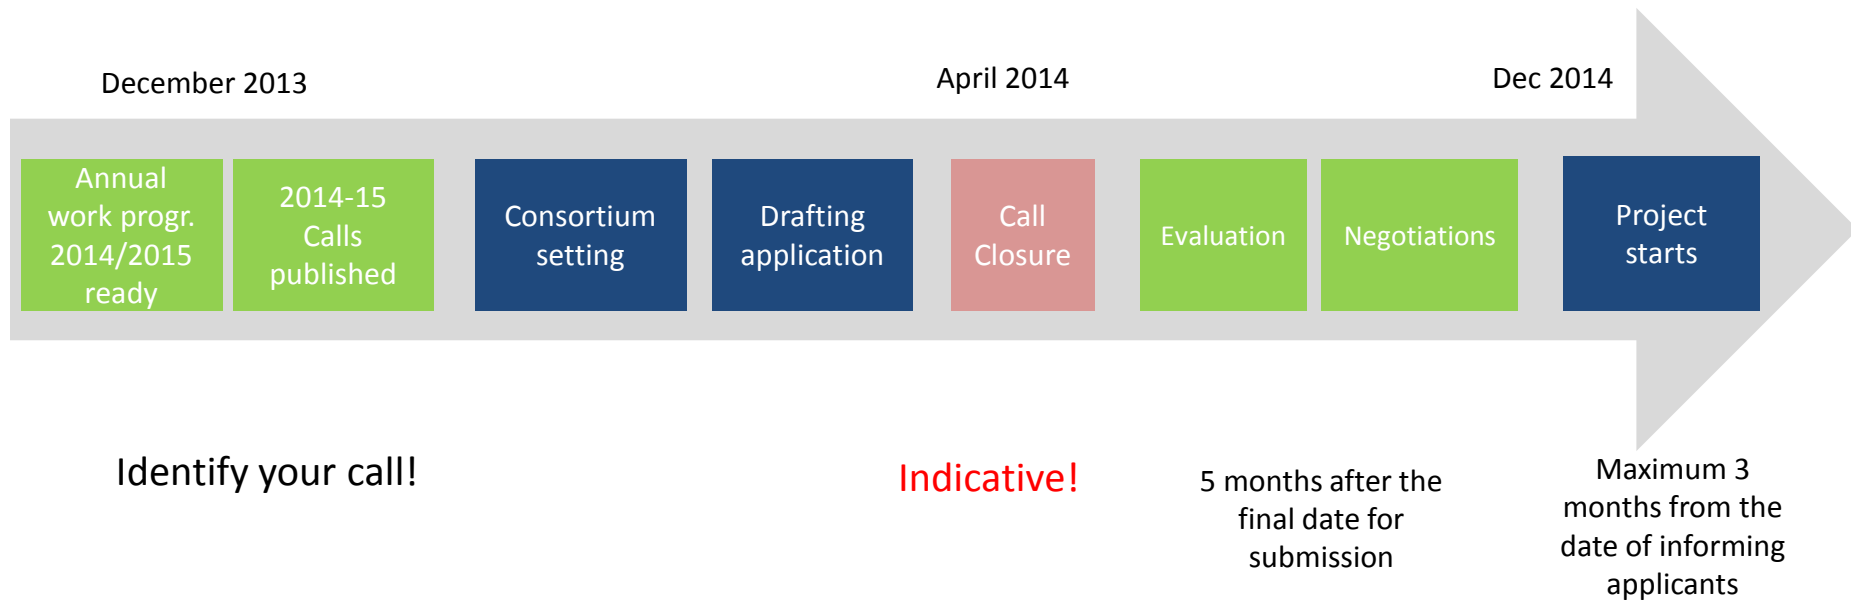 December 2013
April 2014
Dec 2014
Annual
work progr.
2014/2015
ready
2014-15
Calls
published
Consortium
setting
Drafting
application
Call
Closure
Evaluation
Negotiations
Project
starts
Identify your call!
Indicative!
5 months after the
final date for
submission
Maximum 3
months from the
date of informing
applicants